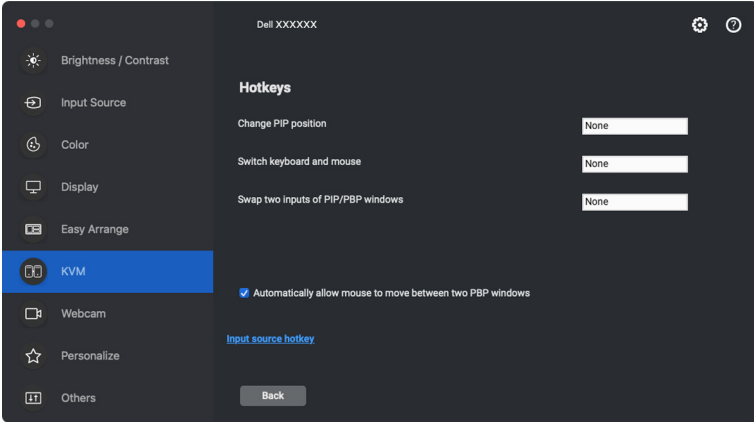 Dell XXXXXX
?
Brightness / Contrast
Input Source
Color
Display
Easy Arrange
KVM
Webcam
Personalize
Others
Hotkeys
Change PIP position None
Switch keyboard and mouse None
Swap two inputs of PIP/PBP windows None
Automatically allow mouse to move between two PBP windows
Input source hotkey
Back